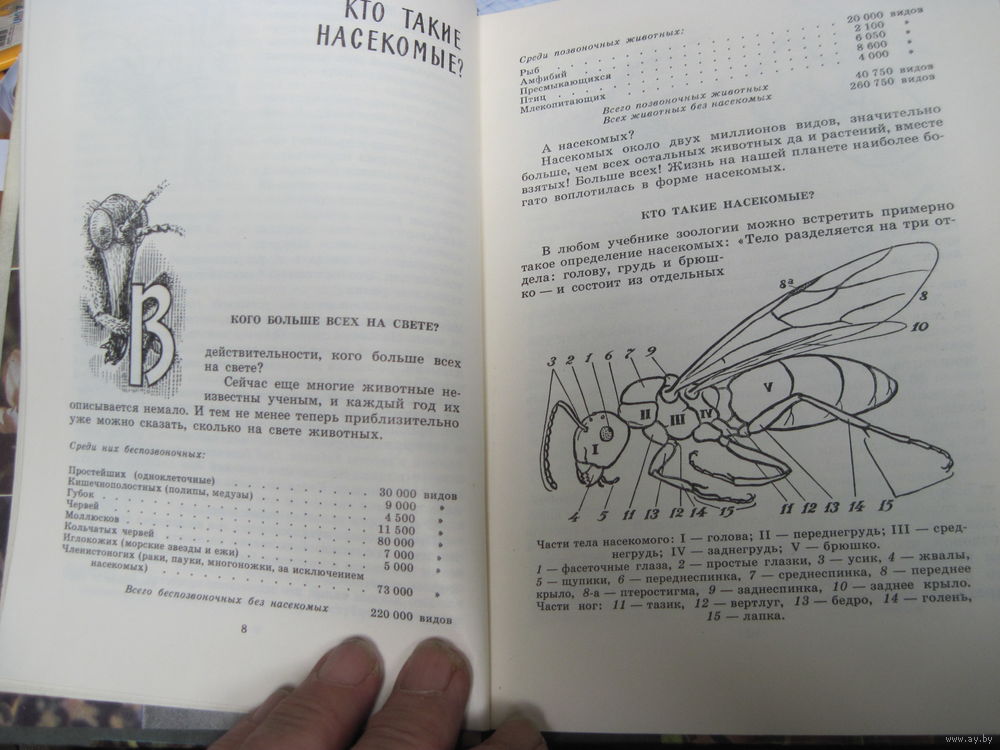 КТО ТАКИЕ
НАСЕКОМЫЕ?
В
КОГО БОЛЬШЕ ВСЕХ НА СВЕТЕ?
действительности, кого больше всех
на свете?
Сейчас еще многие животные не-
известны ученым, и каждый год их
описывается немало. И тем не менее теперь приблизительно
уже можно сказать, сколько на свете животных.
Среди них беспозвоночных:
Простейших (одноклеточные) . . . . . . . . 30 000 видов
Кишечнополостных (полипы, медузы) . . . . . . . . 9 000 »
Губок . . . . . . . . 4 500 »
Червей . . . . . . . . 11 500 »
Моллюсков . . . . . . . . 80 000 »
Кольчатых червей . . . . . . . . 7 000 »
Иглокожих (морские звезды и ежи) . . . . . . . . 5 000 »
Членистоногих (раки, пауки, многоножки, за исключением
насекомых) . . . . . . . . 73 000 »
Всего беспозвоночных без насекомых 220 000 видов
8
Среди позвоночных животных:
Рыб . . . . . . . . 20 000 видов
Амфибий . . . . . . . . 2 100 »
Пресмыкающихся . . . . . . . . 6 050 »
Птиц . . . . . . . . 8 600 »
Млекопитающих . . . . . . . . 4 000 »
Всего позвоночных животных 40 750 видов
Всех животных без насекомых 260 750 видов
А насекомых?
Насекомых около двух миллионов видов, значительно
больше, чем всех остальных животных да и растений, вместе
взятых! Больше всех! Жизнь на нашей планете наиболее бо-
гато воплотилась в форме насекомых.
КТО ТАКИЕ НАСЕКОМЫЕ?
В любом учебнике зоологии можно встретить примерно
такое определение насекомых: «Тело разделяется на три от-
дела: голову, грудь и брюш-
ко — и состоит из отдельных
8а
8
10
3 2 1 6 7 9
I II III IV V
4 5 11 13 12 14 15 11 12 13 14 15
Части тела насекомого: I — голова; II — переднегрудь; III — сред-
негрудь; IV — заднегрудь; V — брюшко.
1 — фасеточные глаза, 2 — простые глазки, 3 — усик, 4 — жвалы,
5 — щупики, 6 — переднеспинка, 7 — среднеспинка, 8 — переднее
крыло, 8-а — птеростигма, 9 — заднеспинка, 10 — заднее крыло.
Части ног: 11 — тазик, 12 — вертлуг, 13 — бедро, 14 — голень,
15 — лапка.
www.ay.by